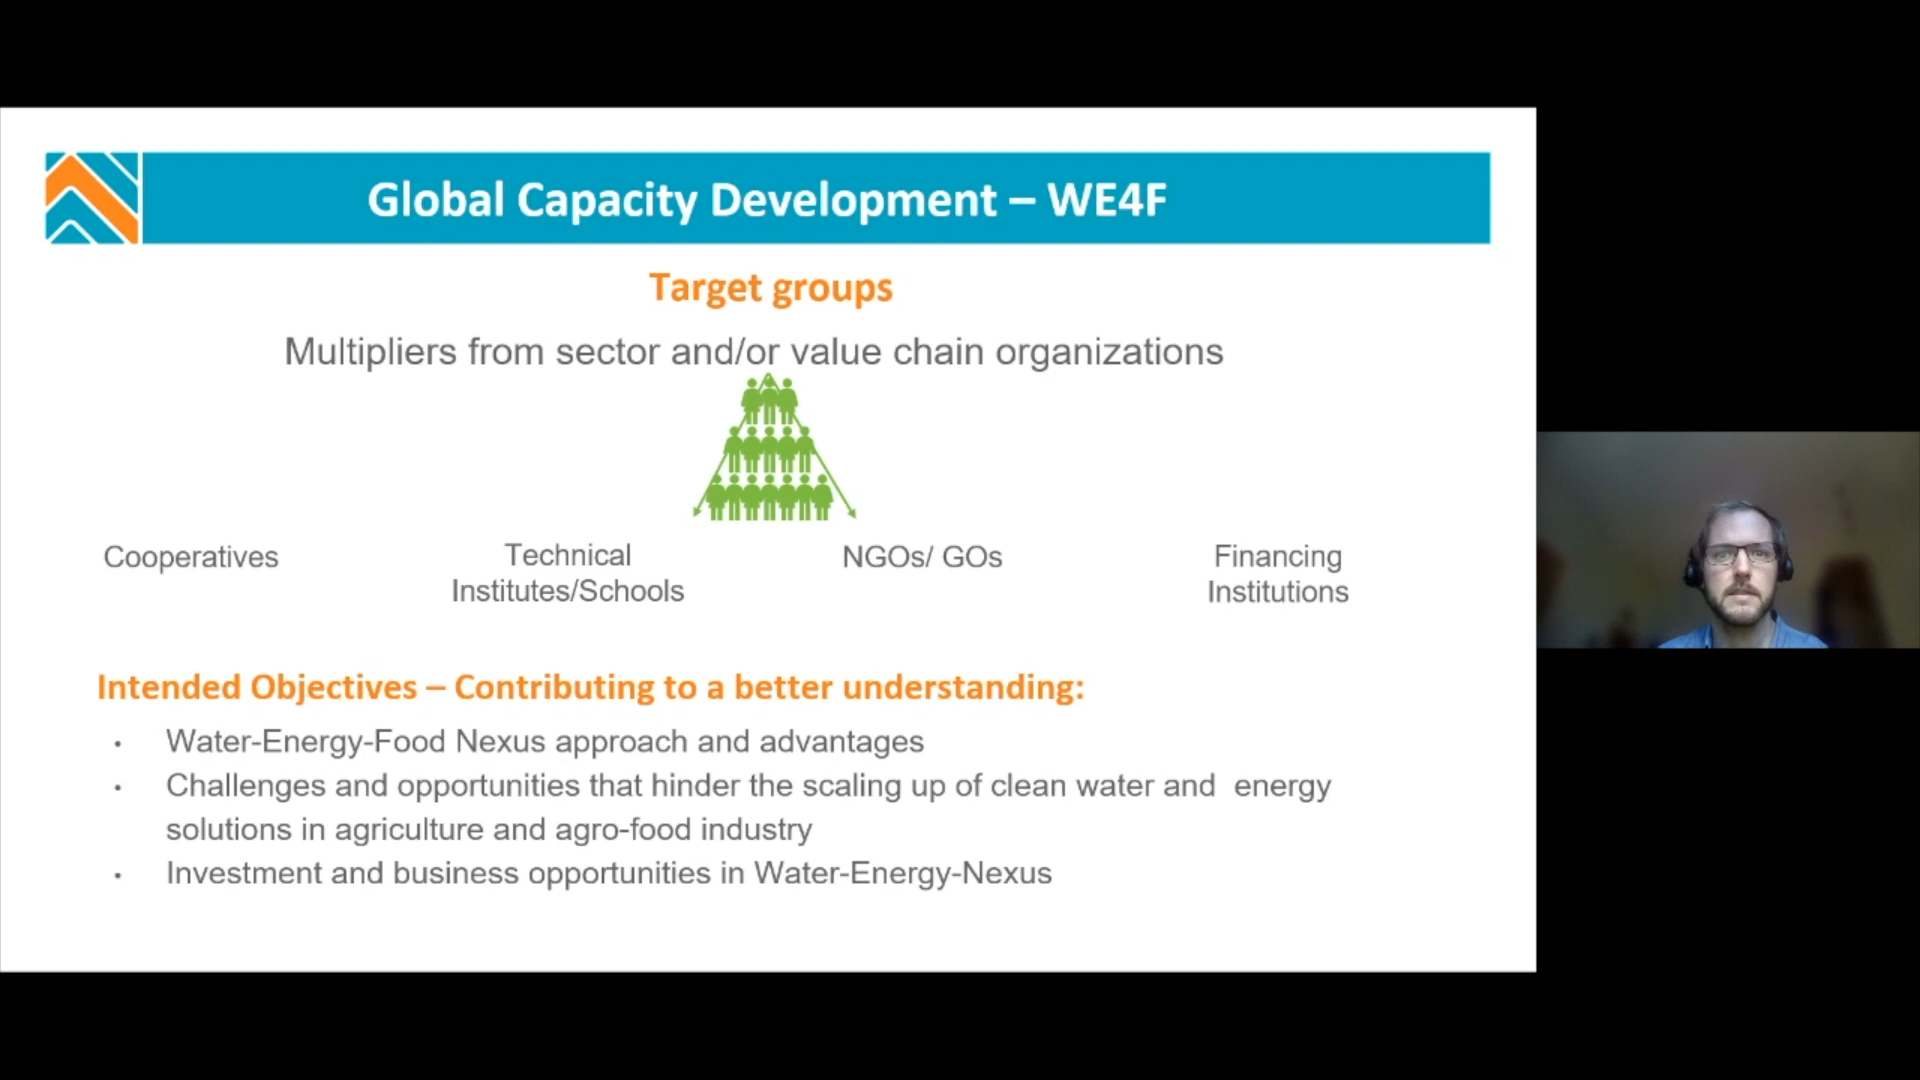 Global Capacity Development – WE4F
Target groups
Multipliers from sector and/or value chain organizations
Cooperatives
Technical
Institutes/Schools
NGOs/ GOs
Financing
Institutions
Intended Objectives – Contributing to a better understanding:
• Water-Energy-Food Nexus approach and advantages
• Challenges and opportunities that hinder the scaling up of clean water and energy
solutions in agriculture and agro-food industry
• Investment and business opportunities in Water-Energy-Nexus